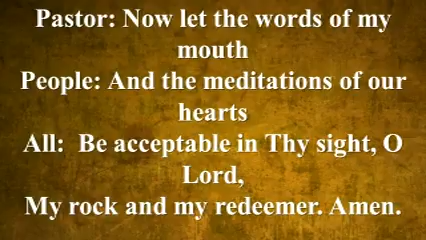 Pastor: Now let the words of my
mouth
People: And the meditations of our
hearts
All:  Be acceptable in Thy sight, O
Lord,
My rock and my redeemer. Amen.